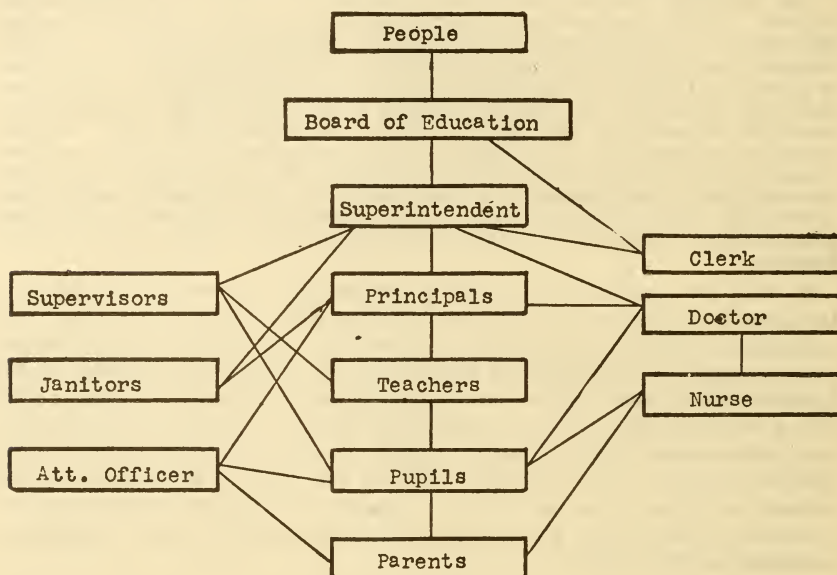 People
Board of Education
Superintendent
Clerk
Supervisors
Principals
Doctor
Janitors
Teachers
Nurse
Att. Officer
Pupils
Parents